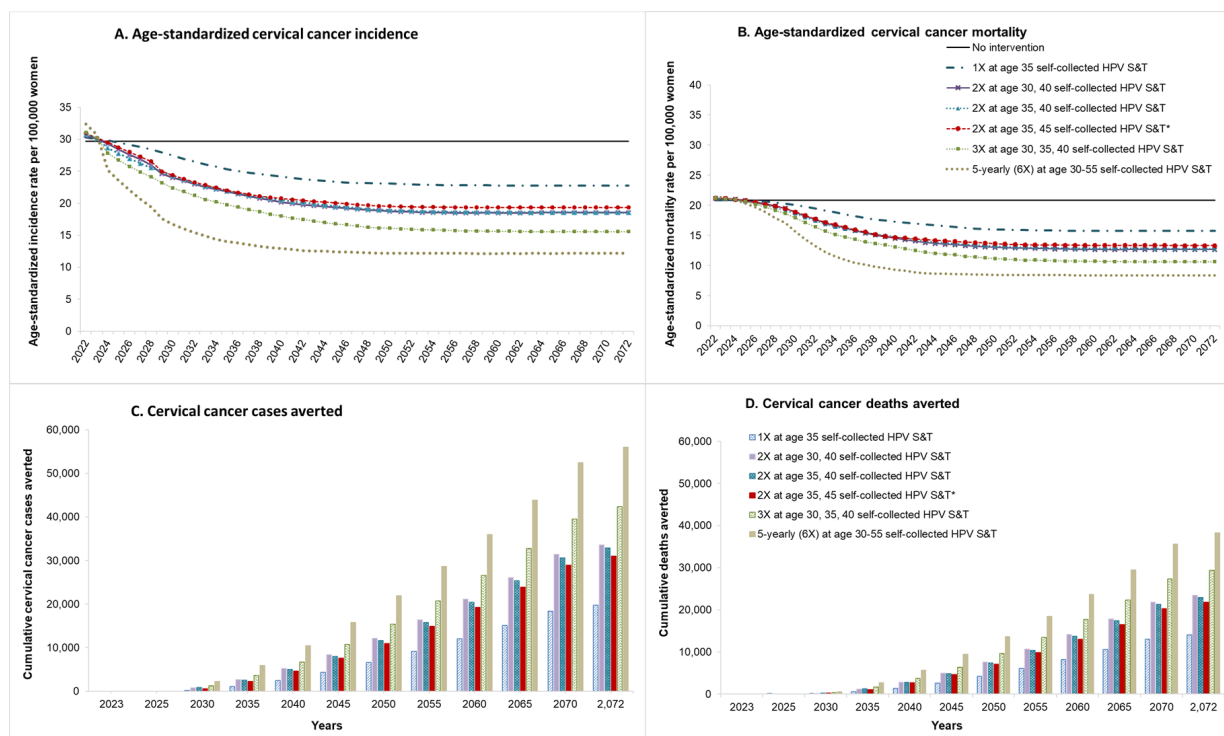 A. Age-standardized cervical cancer incidence
Age-standardized incidence rate per 100,000 women
35
30
25
20
15
10
5
0
2022 2024 2026 2028 2030 2032 2034 2036 2038 2040 2042 2044 2046 2048 2050 2052 2054 2056 2058 2060 2062 2064 2066 2068 2070 2072
B. Age-standardized cervical cancer mortality
No intervention
1X at age 35 self-collected HPV S&T
2X at age 30, 40 self-collected HPV S&T
2X at age 35, 40 self-collected HPV S&T
2X at age 35, 45 self-collected HPV S&T*
3X at age 30, 35, 40 self-collected HPV S&T
5-yearly (6X) at age 30-55 self-collected HPV S&T
Age-standardized mortality rate per 100,000 women
40
35
30
25
20
15
10
5
0
2022 2024 2026 2028 2030 2032 2034 2036 2038 2040 2042 2044 2046 2048 2050 2052 2054 2056 2058 2060 2062 2064 2066 2068 2070 2072
C. Cervical cancer cases averted
Cumulative cervical cancer cases averted
60,000
50,000
40,000
30,000
20,000
10,000
0
2023 2025 2030 2035 2040 2045 2050 2055 2060 2065 2070 2,072
Years
D. Cervical cancer deaths averted
1X at age 35 self-collected HPV S&T
2X at age 30, 40 self-collected HPV S&T
2X at age 35, 40 self-collected HPV S&T
2X at age 35, 45 self-collected HPV S&T*
3X at age 30, 35, 40 self-collected HPV S&T
5-yearly (6X) at age 30-55 self-collected HPV S&T
Cumulative deaths averted
60,000
50,000
40,000
30,000
20,000
10,000
0
2023 2025 2030 2035 2040 2045 2050 2055 2060 2065 2070 2,072
Years